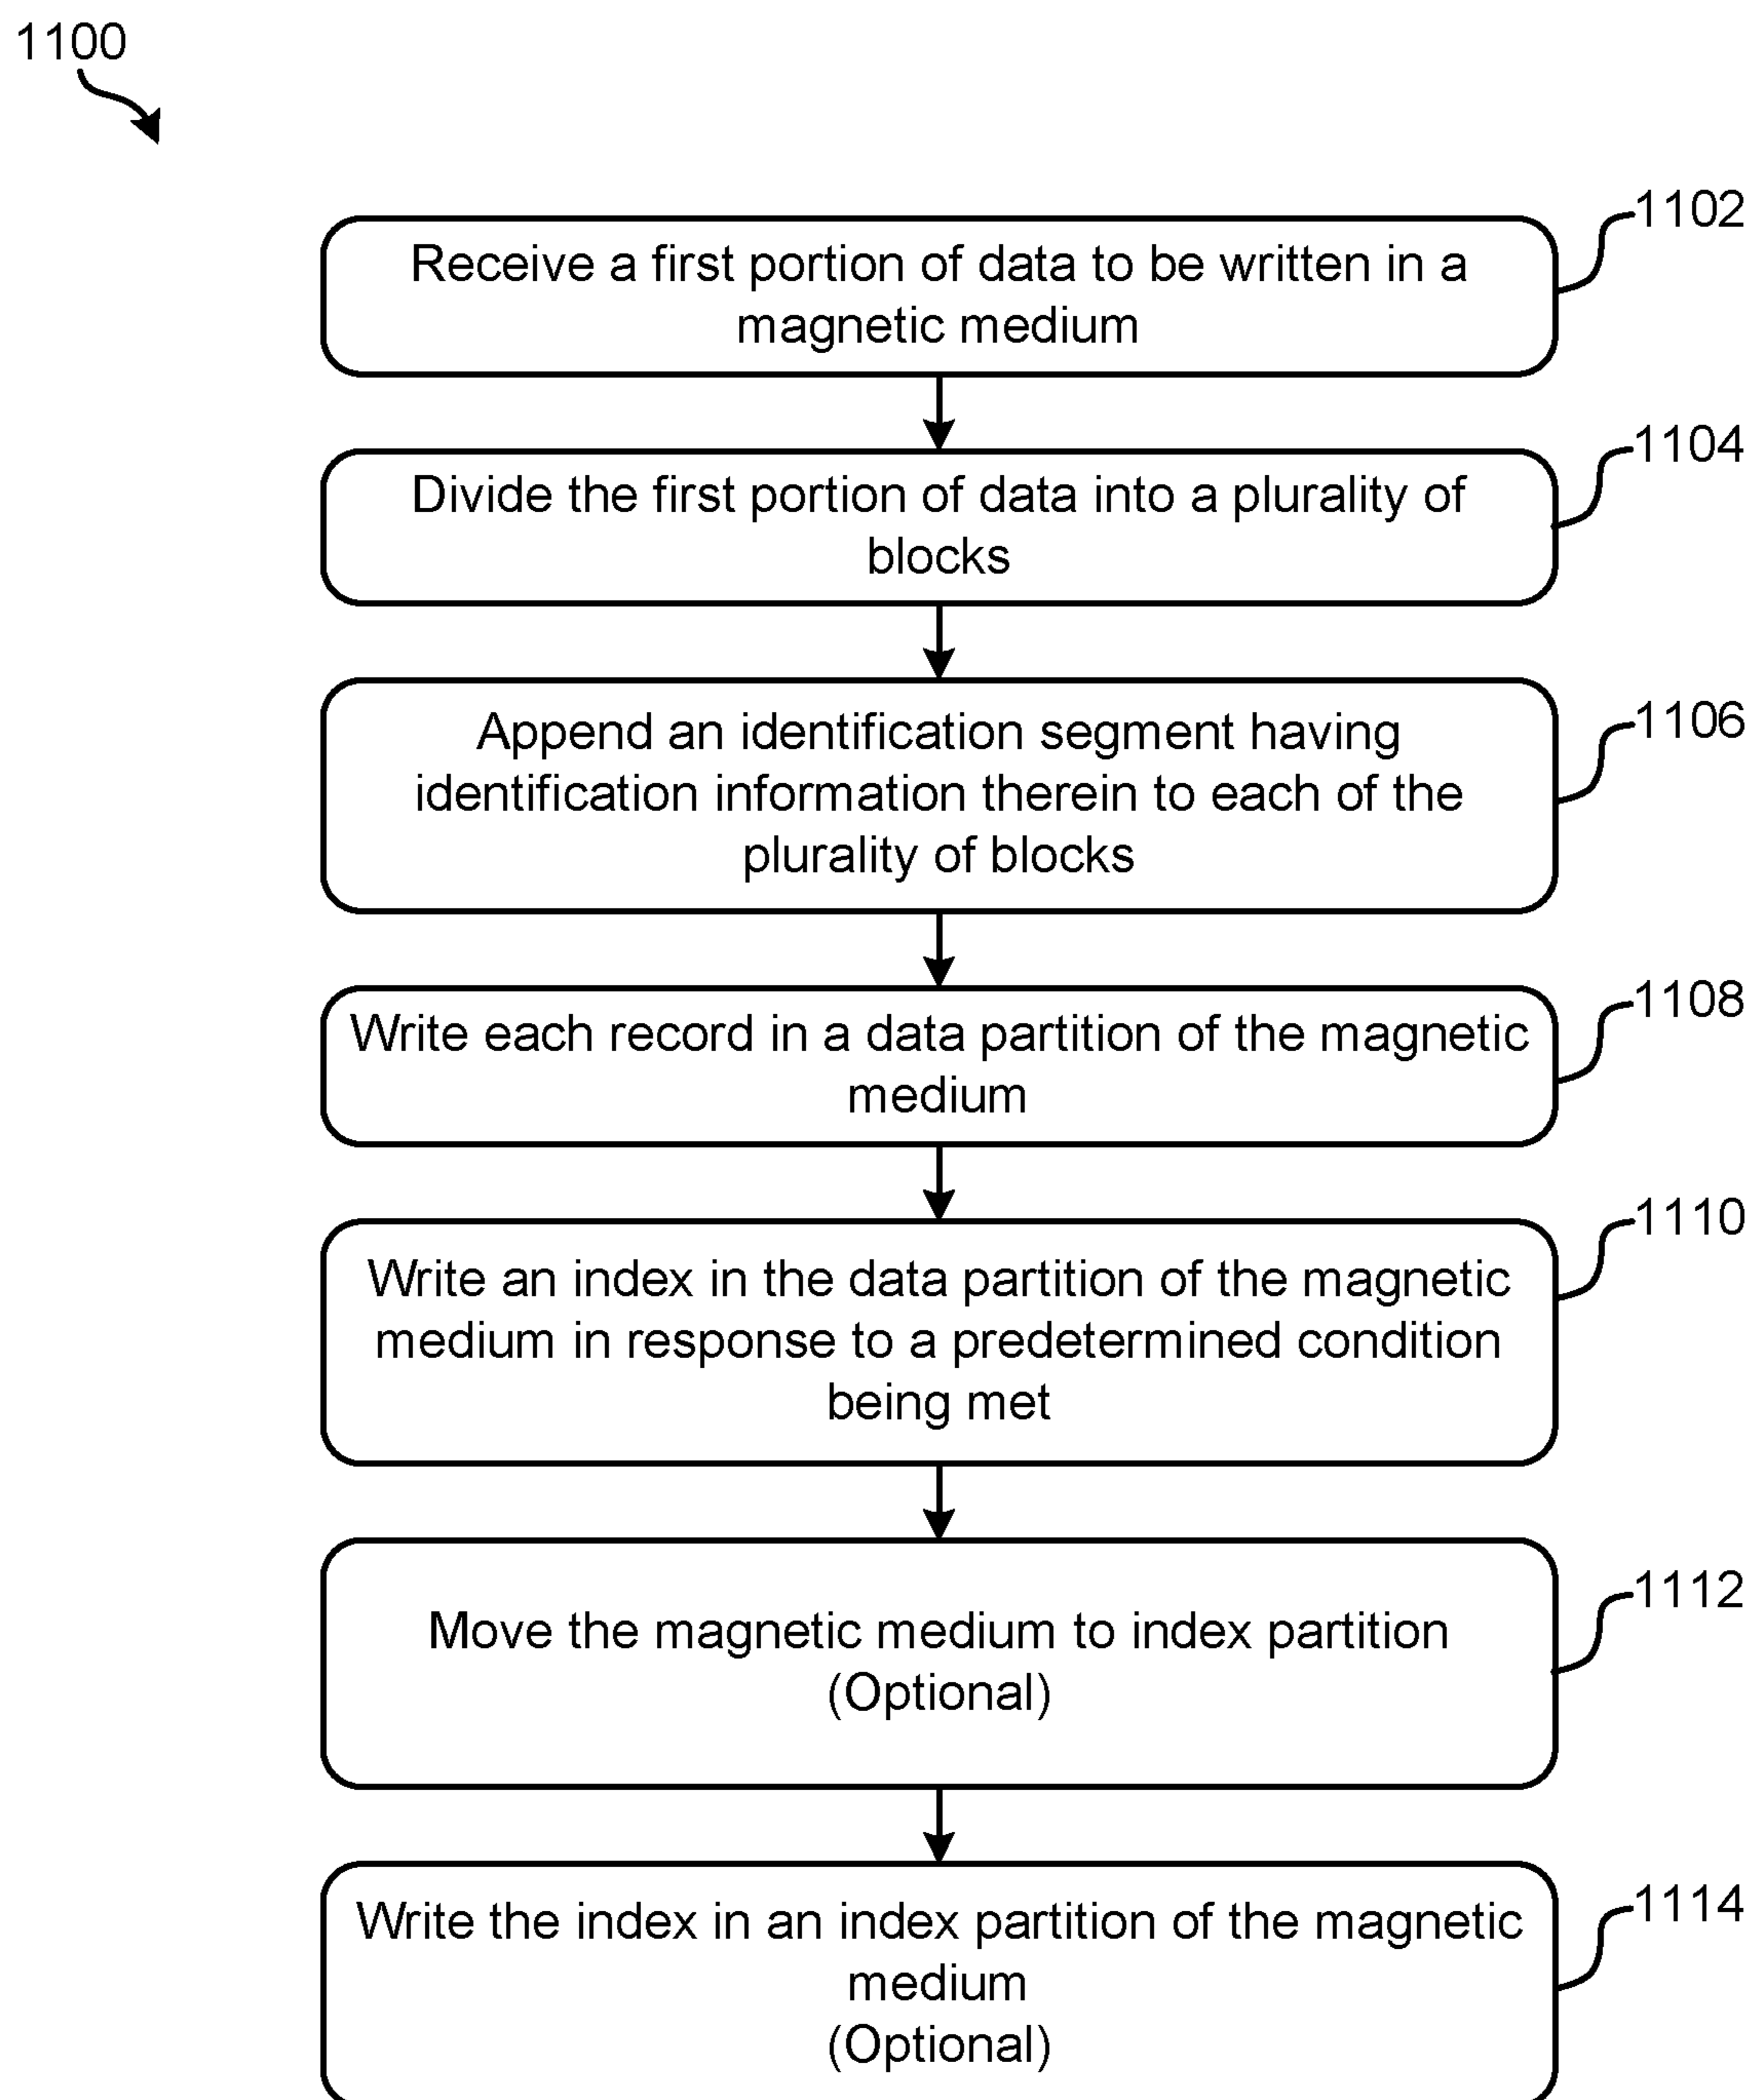 1100
1102
Receive a first portion of data to be written in a
magnetic medium
1104
Divide the first portion of data into a plurality of
blocks
1106
Append an identification segment having
identification information therein to each of the
plurality of blocks
1108
Write each record in a data partition of the magnetic
medium
1110
Write an index in the data partition of the magnetic
medium in response to a predetermined condition
being met
1112
Move the magnetic medium to index partition
(Optional)
1114
Write the index in an index partition of the magnetic
medium
(Optional)